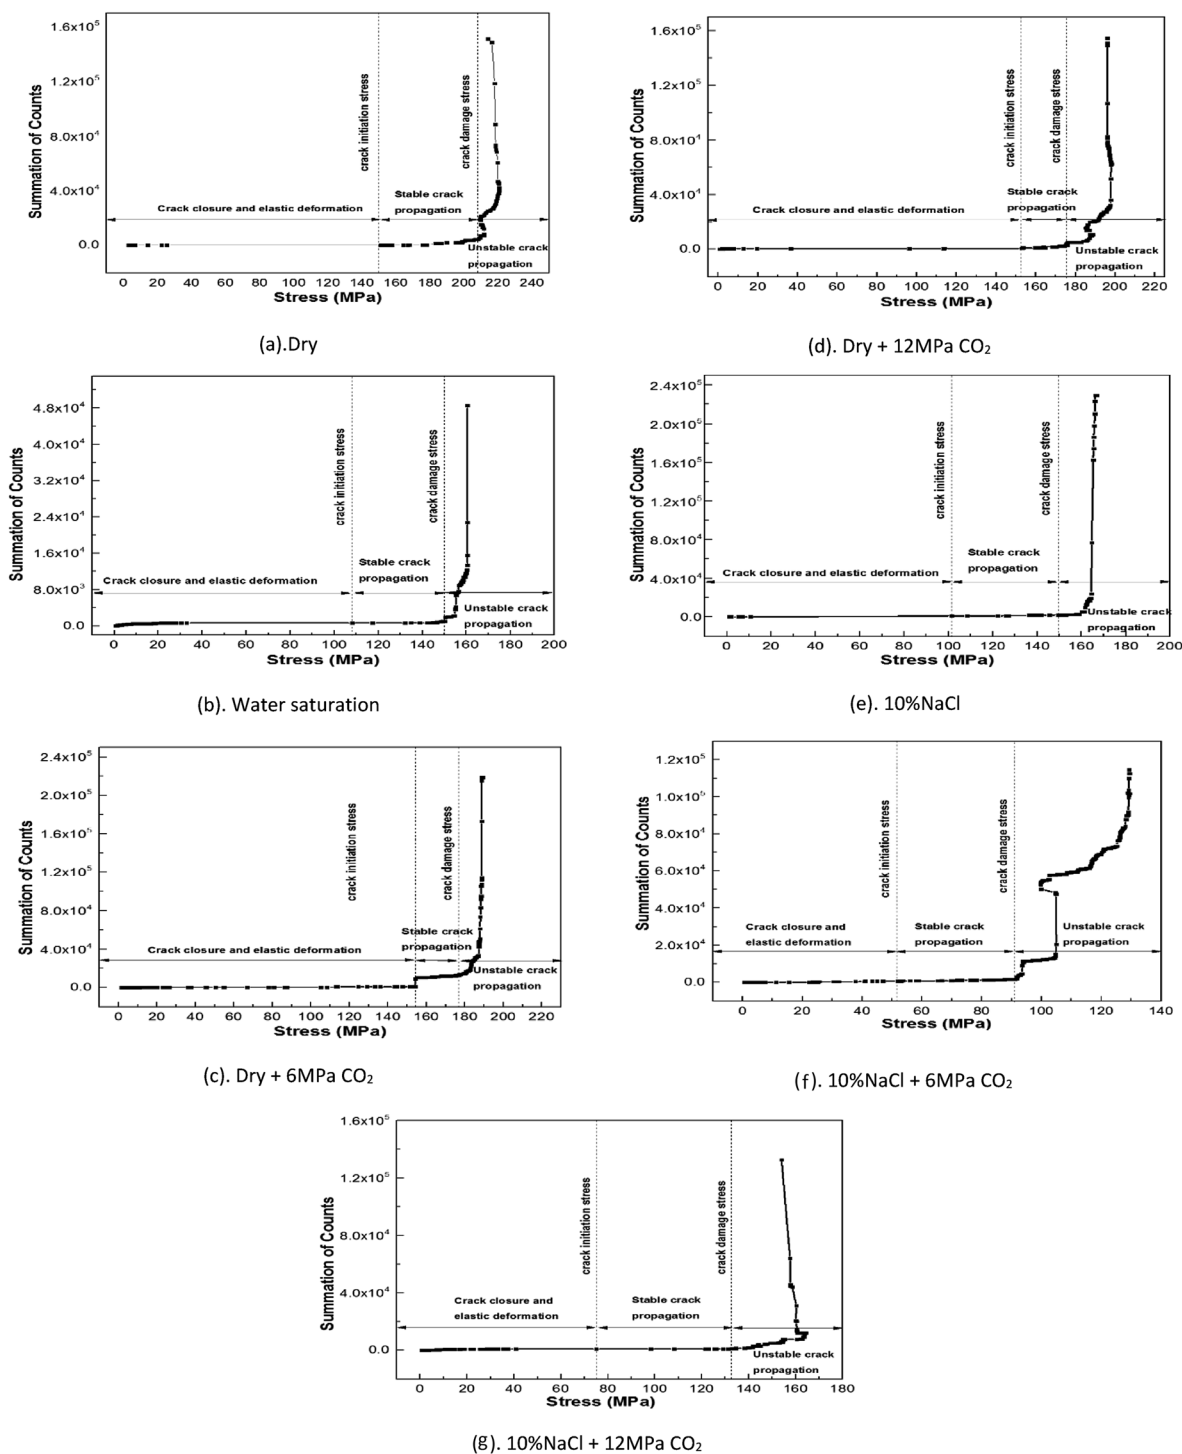 Summation of Counts
1.6x10⁵
1.2x10⁵
8.0x10⁴
4.0x10⁴
0.0
crack initiation stress
crack damage stress
Stable crack
propagation
Crack closure and elastic deformation
Unstable crack
propagation
0 20 40 60 80 100 120 140 160 180 200 220 240
Stress (MPa)
(a).Dry
Summation of Counts
1.6x10⁵
1.2x10⁵
8.0x10⁴
4.0x10⁴
0.0
crack initiation stress
crack damage stress
Stable crack
propagation
Crack closure and elastic deformation
Unstable crack
propagation
0 20 40 60 80 100 120 140 160 180 200 220
Stress (MPa)
(d). Dry + 12MPa CO₂
Summation of Counts
4.8x10⁴
4.0x10⁴
3.2x10⁴
2.4x10⁴
1.6x10⁴
8.0x10³
0.0
crack initiation stress
crack damage stress
Stable crack
propagation
Crack closure and elastic deformation
Unstable crack
propagation
0 20 40 60 80 100 120 140 160 180 200
Stress (MPa)
(b). Water saturation
Summation of Counts
2.4x10⁵
2.0x10⁵
1.6x10⁵
1.2x10⁵
8.0x10⁴
4.0x10⁴
0.0
crack initiation stress
crack damage stress
Stable crack
propagation
Crack closure and elastic deformation
Unstable crack
propagation
0 20 40 60 80 100 120 140 160 180 200
Stress (MPa)
(e). 10%NaCl
Summation of Counts
2.4x10⁵
2.0x10⁵
1.6x10⁵
1.2x10⁵
8.0x10⁴
4.0x10⁴
0.0
crack initiation stress
crack damage stress
Stable crack
propagation
Crack closure and elastic deformation
Unstable crack
propagation
0 20 40 60 80 100 120 140 160 180 200 220
Stress (MPa)
(c). Dry + 6MPa CO₂
Summation of Counts
1.2x10⁵
1.0x10⁵
8.0x10⁴
6.0x10⁴
4.0x10⁴
2.0x10⁴
0.0
crack initiation stress
crack damage stress
Crack closure and
elastic deformation
Stable crack
propagation
Unstable crack
propagation
0 20 40 60 80 100 120 140
Stress (MPa)
(f). 10%NaCl + 6MPa CO₂
Summation of Counts
1.6x10⁵
1.2x10⁵
8.0x10⁴
4.0x10⁴
0.0
crack initiation stress
crack damage stress
Crack closure and
elastic deformation
Stable crack
propagation
Unstable crack
propagation
0 20 40 60 80 100 120 140 160 180
Stress (MPa)
(g). 10%NaCl + 12MPa CO₂